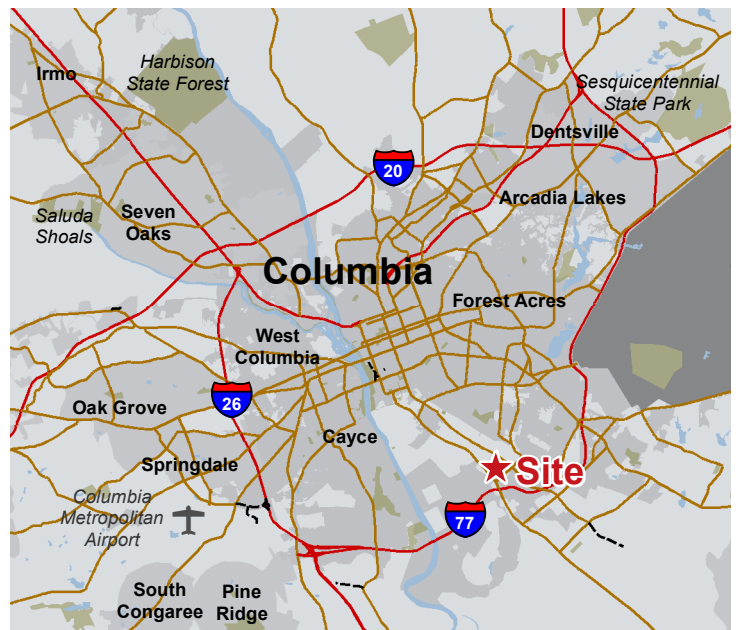 Harbison
State Forest
Irmo
Sesquicentennial
State Park
Dentsville
20
Arcadia Lakes
Saluda
Shoals
Seven
Oaks
Columbia
Forest Acres
West
Columbia
26
Oak Grove
Cayce
Springdale
Site
Columbia
Metropolitan
Airport
77
South
Congaree
Pine
Ridge